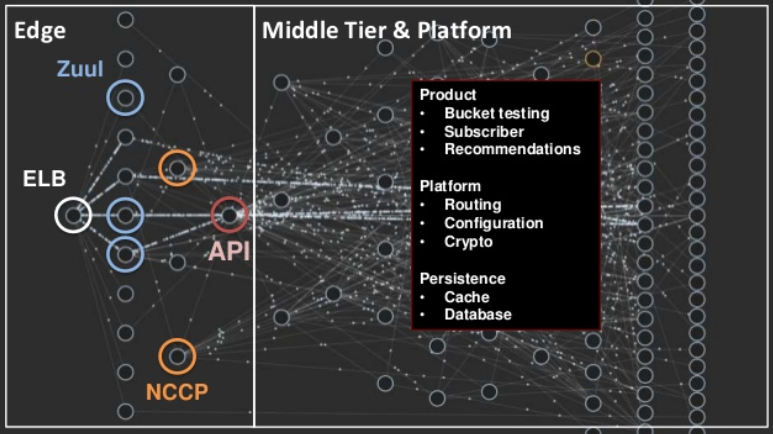 Edge
Middle Tier & Platform
Zuul
ELB
API
NCCP
Product
• Bucket testing
• Subscriber
• Recommendations
Platform
• Routing
• Configuration
• Crypto
Persistence
• Cache
• Database